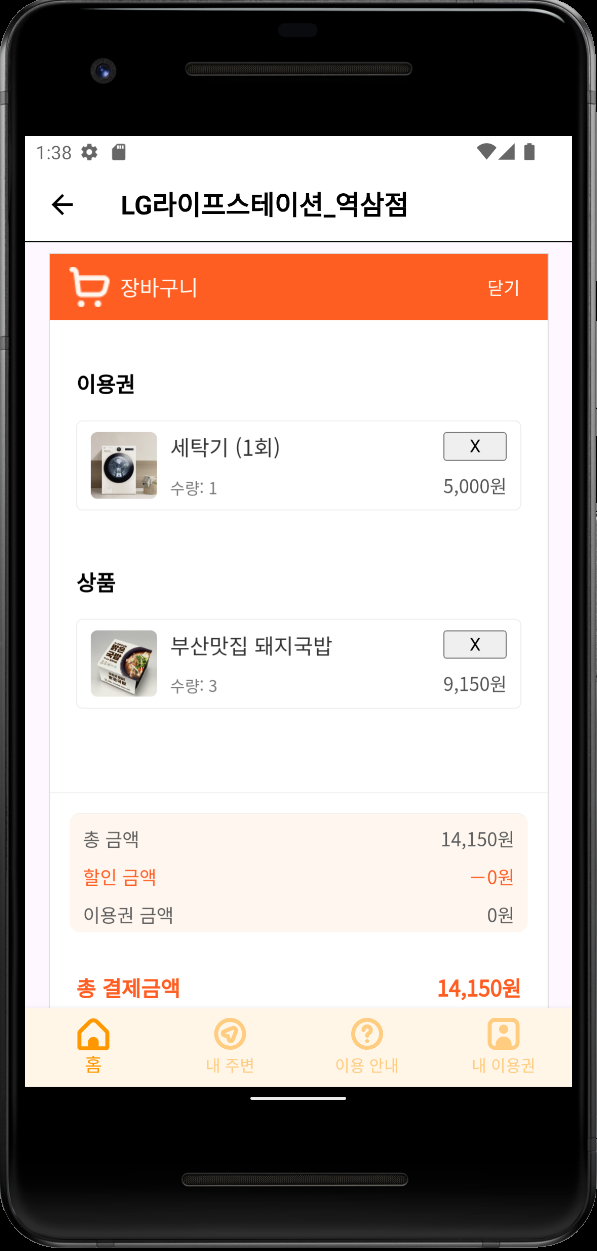 1:38
LG라이프스테이션_역삼점
장바구니 닫기
이용권
세탁기 (1회) X
수량: 1 5,000원
상품
부산맛집 돼지국밥 X
수량: 3 9,150원
총 금액 14,150원
할인 금액 －0원
이용권 금액 0원
총 결제금액 14,150원
홈 내 주변 이용 안내 내 이용권